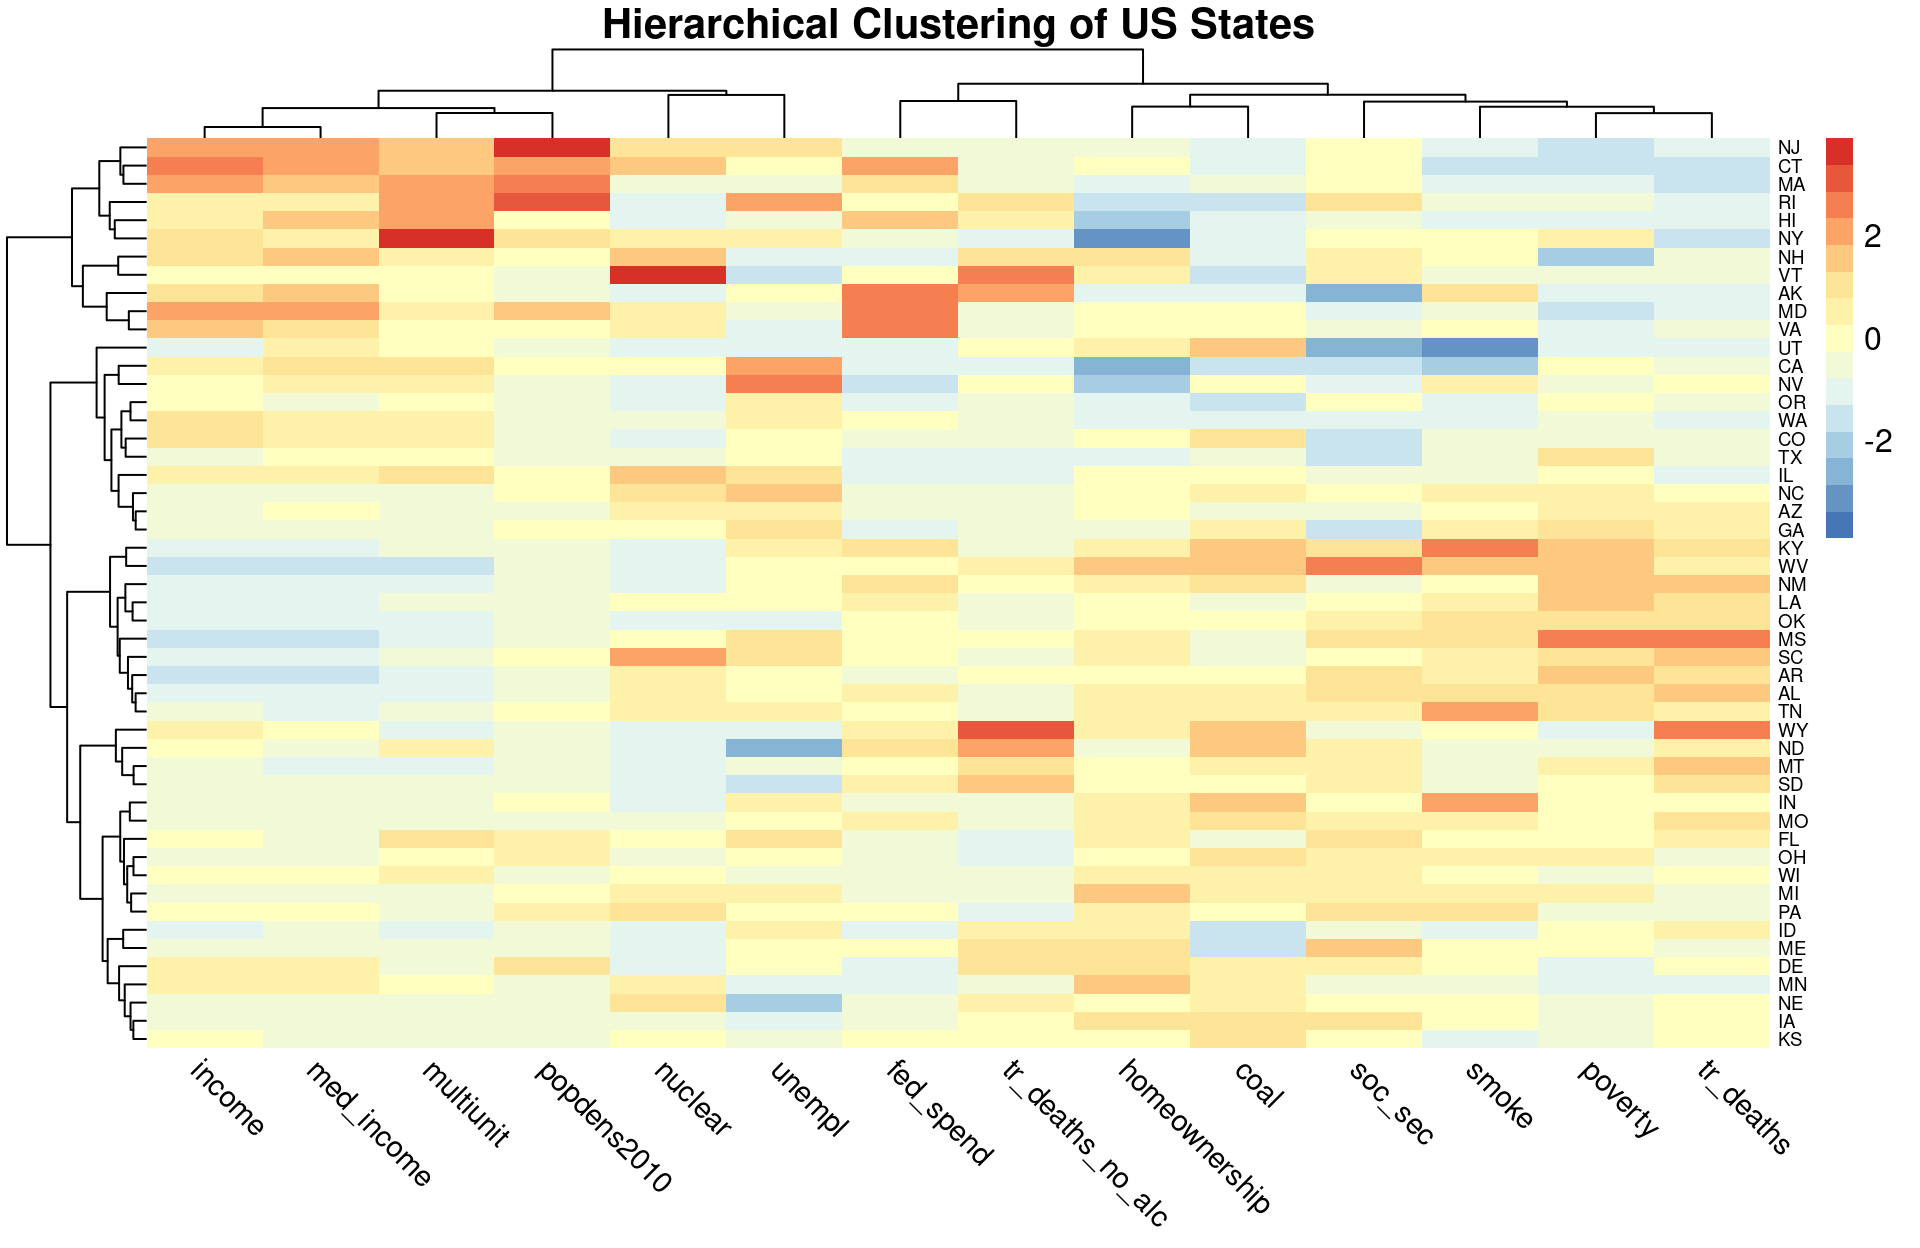 Hierarchical Clustering of US States
NJ
CT
MA
RI
HI
NY
NH
VT
AK
MD
VA
UT
CA
NV
OR
WA
CO
TX
IL
NC
AZ
GA
KY
WV
NM
LA
OK
MS
SC
AR
AL
TN
WY
ND
MT
SD
IN
MO
FL
OH
WI
MI
PA
ID
ME
DE
MN
NE
IA
KS
2
0
-2
income
med_income
multiunit
popdens2010
nuclear
unempl
fed_spend
tr_deaths_no_alc
homeownership
coal
soc_sec
smoke
poverty
tr_deaths